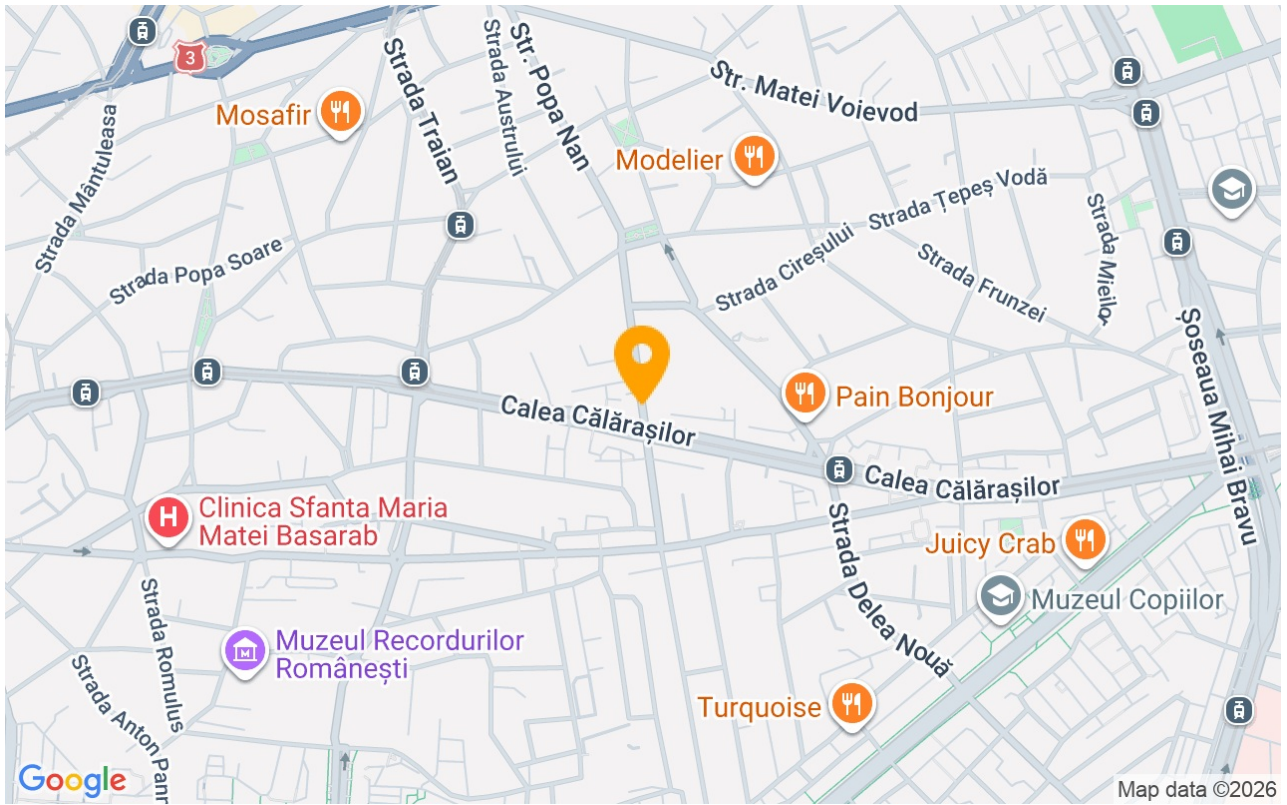 3
Mosafir
Strada Mântuleasa
Strada Traian
Strada Austrului
Str. Popa Nan
Str. Matei Voievod
Modelier
Strada Țepeș Vodă
Strada Cireșului
Strada Frunzei
Strada Mieilor
Strada Popa Soare
Șoseaua Mihai Bravu
Calea Călărașilor
Pain Bonjour
Calea Călărașilor
H
Clinica Sfanta Maria
Matei Basarab
Juicy Crab
Strada Delea Nouă
Muzeul Copiilor
Strada Romulus
M
Muzeul Recordurilor
Românești
Strada Anton Pann
Turquoise
Google
Map data ©2026